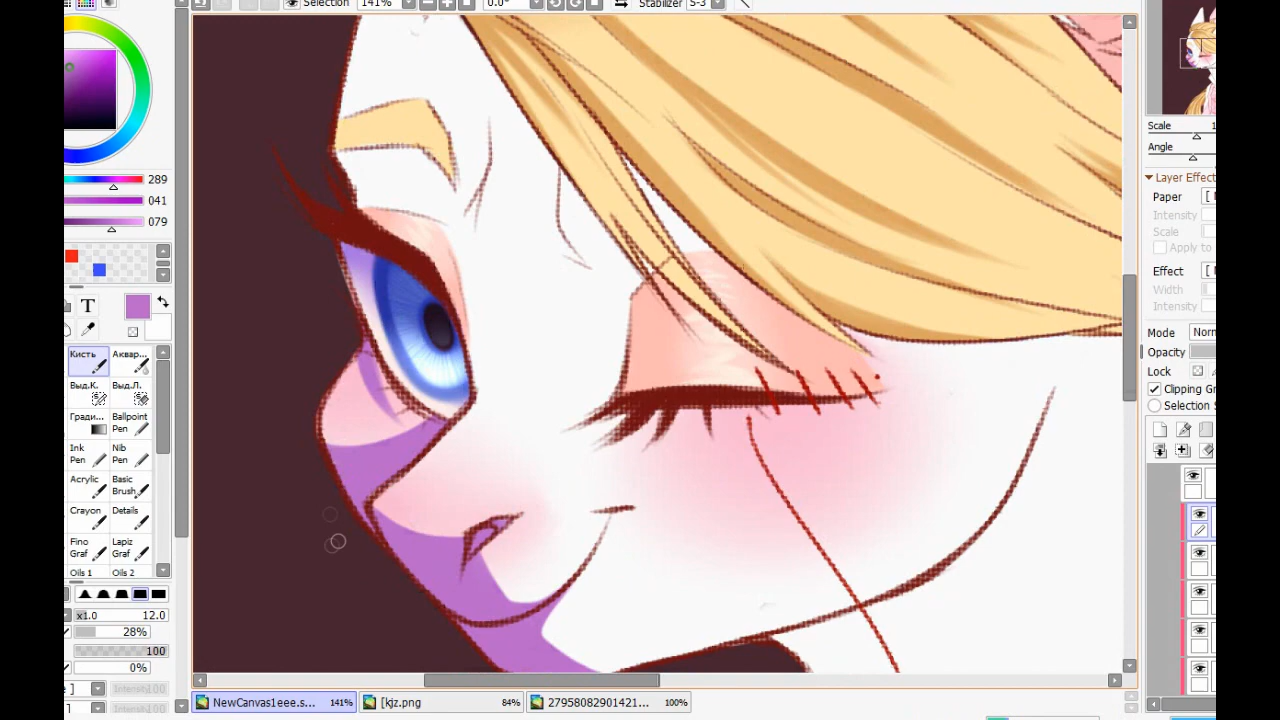 Selection 141% 0.0° Stabilizer S-3
289
041
079
T
Кисть Аквар...
Выд.К. Выд.Л.
Гради... Ballpoint Pen
Ink Pen Nib Pen
Acrylic Basic Brush
Crayon Details
Fino Graf Lapiz Graf
Oils 1 Oils 2
x1.0 12.0
28%
100
0%
Intensity 100
NewCanvas1eee.s... 141% [kjz.png 84% 27958082901421... 100%
Scale
Angle
Layer Effect
Paper
Intensity
Scale
Apply to
Effect
Width
Intensity
Mode Norm
Opacity
Lock
Clipping Gr
Selection S